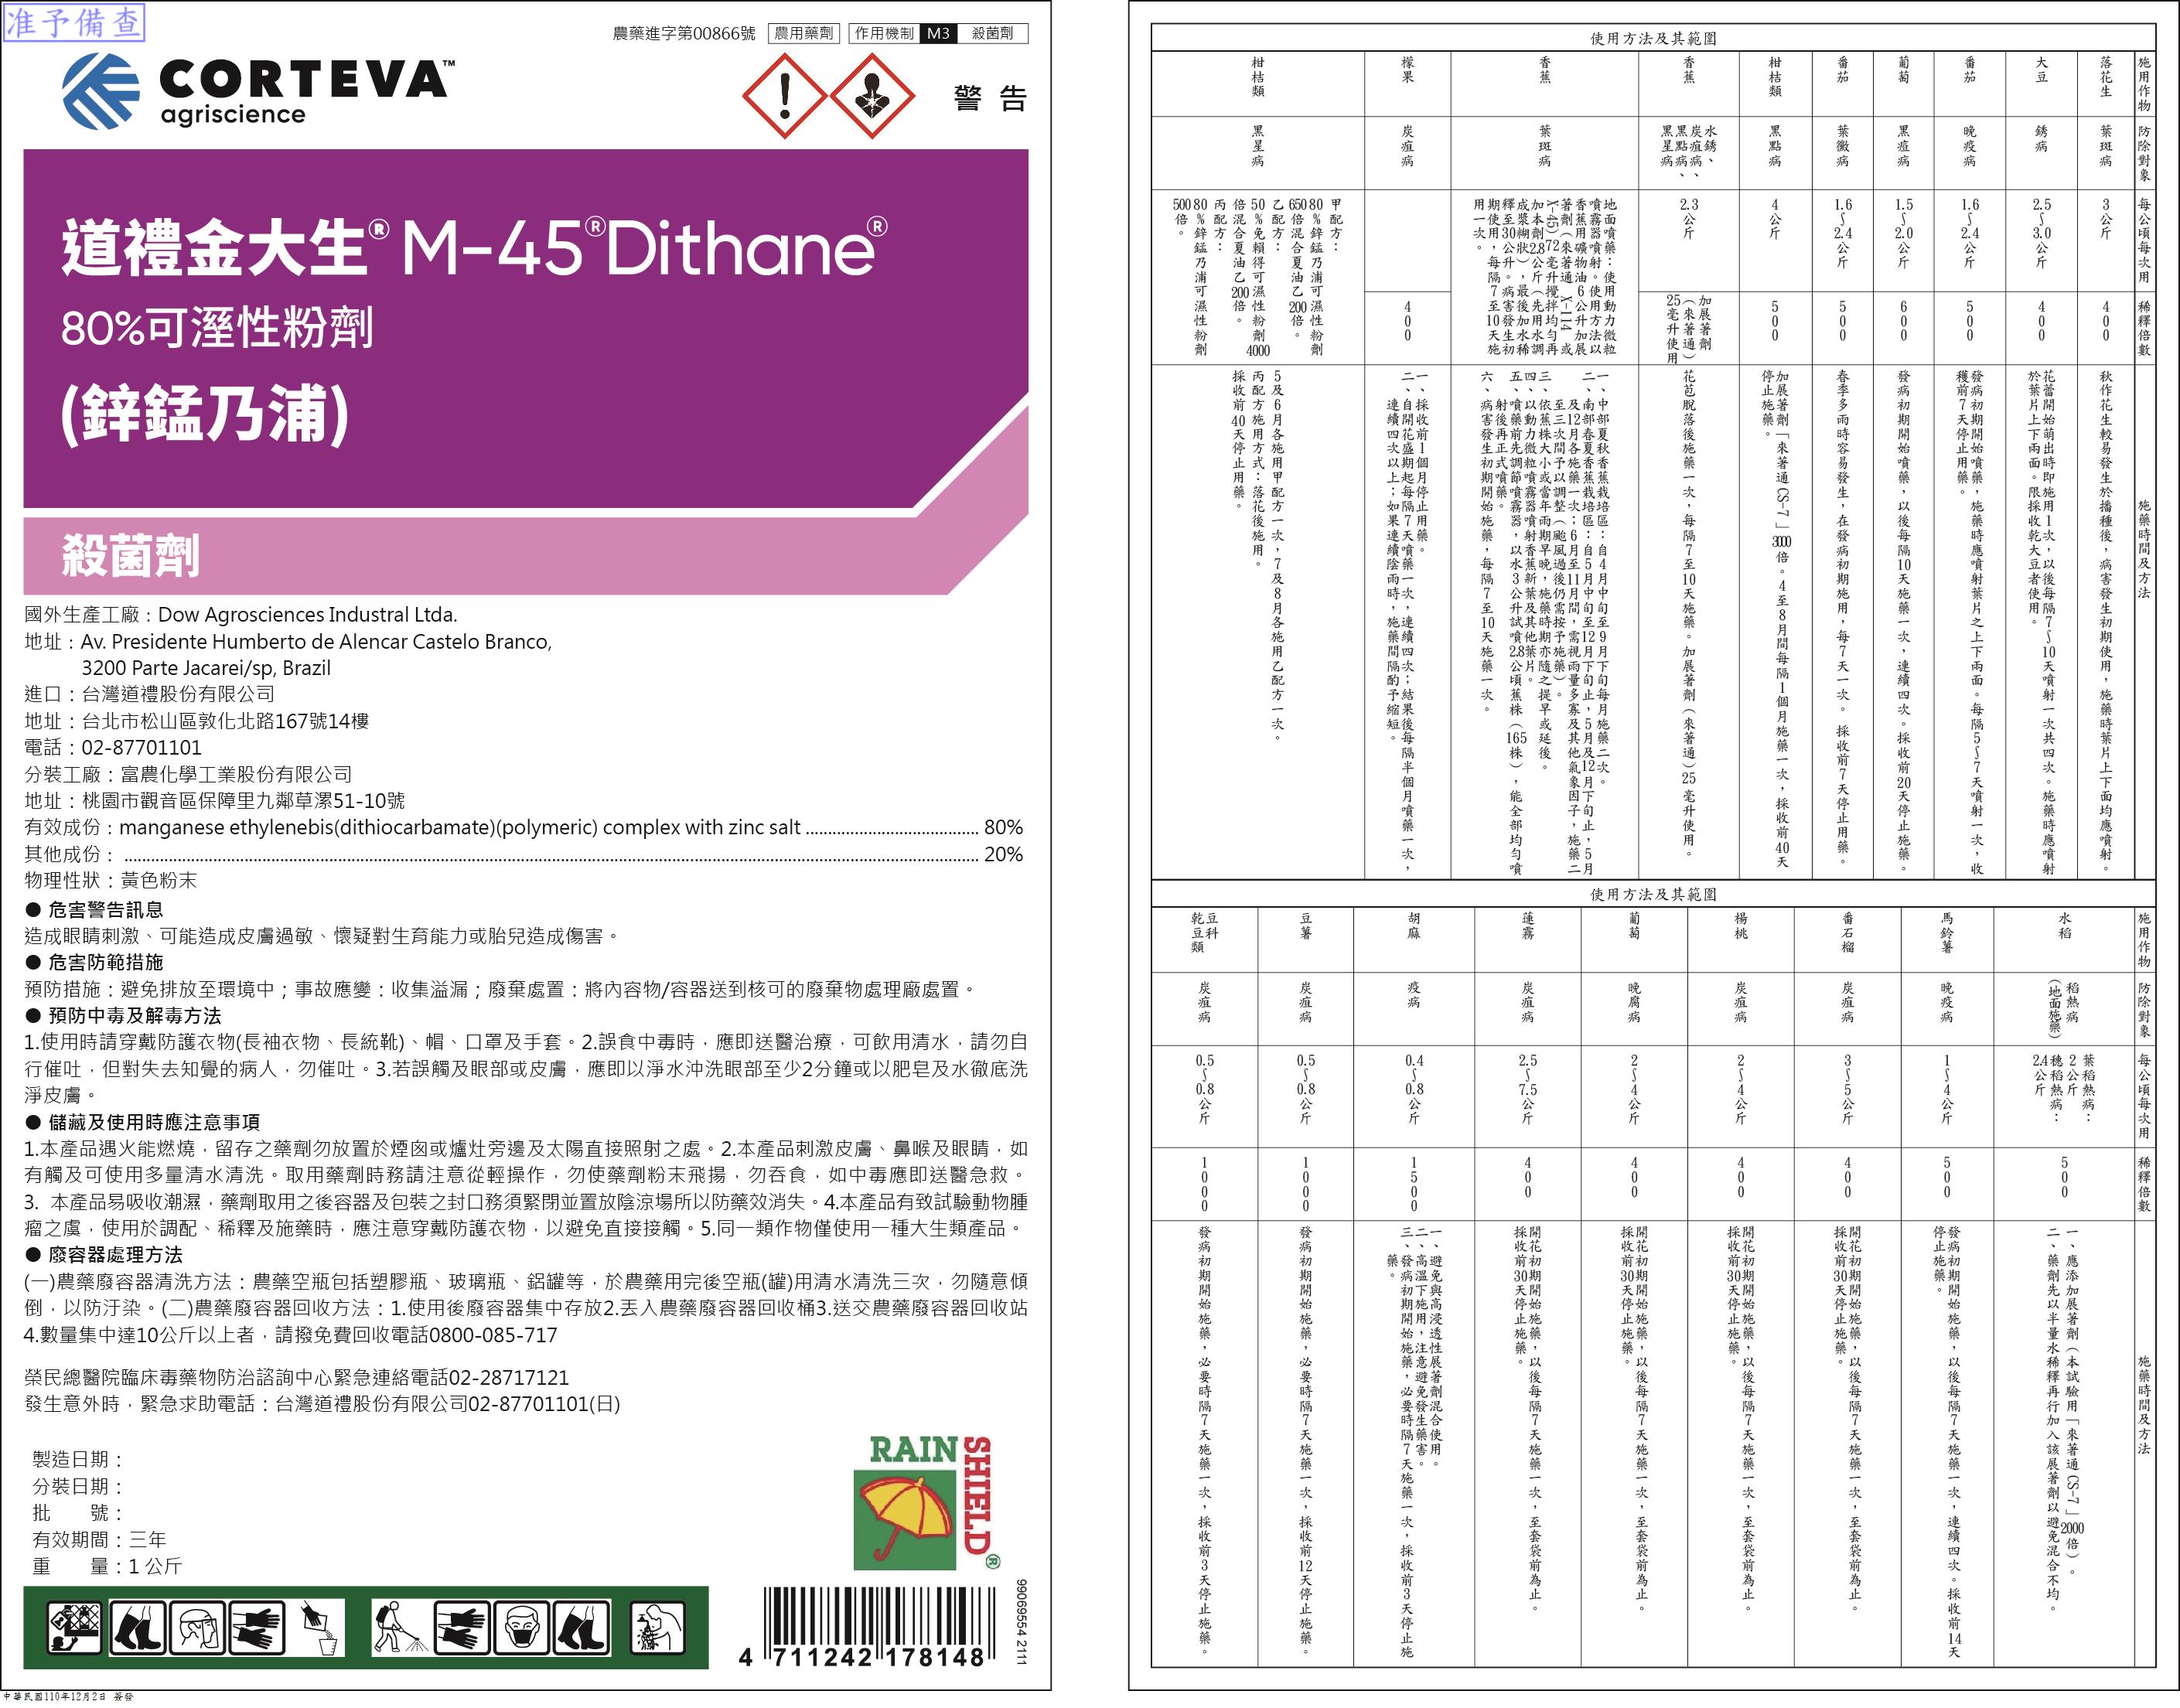 准予備查
農藥進字第00866號 農用藥劑 作用機制 M3 殺菌劑
CORTEVA™
agriscience
警告
道禮金大生® M-45®Dithane®
80%可溼性粉劑
(鋅錳乃浦)
殺菌劑
國外生產工廠：Dow Agrosciences Industral Ltda.
地址：Av. Presidente Humberto de Alencar Castelo Branco,
3200 Parte Jacarei/sp, Brazil
進口：台灣道禮股份有限公司
地址：台北市松山區敦化北路167號14樓
電話：02-87701101
分裝工廠：富農化學工業股份有限公司
地址：桃園市觀音區保障里九鄰草漯51-10號
有效成份：manganese ethylenebis(dithiocarbamate)(polymeric) complex with zinc salt ...................................... 80%
其他成份： ...................................... 20%
物理性狀：黃色粉末
● 危害警告訊息
造成眼睛刺激、可能造成皮膚過敏、懷疑對生育能力或胎兒造成傷害。
● 危害防範措施
預防措施：避免排放至環境中；事故應變：收集溢漏；廢棄處置：將內容物/容器送到核可的廢棄物處理廠處置。
● 預防中毒及解毒方法
1.使用時請穿戴防護衣物(長袖衣物、長統靴)、帽、口罩及手套。2.誤食中毒時，應即送醫治療，可飲用清水，請勿自
行催吐，但對失去知覺的病人，勿催吐。3.若誤觸及眼部或皮膚，應即以淨水沖洗眼部至少2分鐘或以肥皂及水徹底洗
淨皮膚。
● 儲藏及使用時應注意事項
1.本產品遇火能燃燒，留存之藥劑勿放置於煙囪或爐灶旁邊及太陽直接照射之處。2.本產品刺激皮膚、鼻喉及眼睛，如
有觸及可使用多量清水清洗。取用藥劑時務請注意從輕操作，勿使藥劑粉末飛揚，勿吞食，如中毒應即送醫急救。
3. 本產品易吸收潮濕，藥劑取用之後容器及包裝之封口務須緊閉並置放陰涼場所以防藥效消失。4.本產品有致試驗動物腫
瘤之虞，使用於調配、稀釋及施藥時，應注意穿戴防護衣物，以避免直接接觸。5.同一類作物僅使用一種大生類產品。
● 廢容器處理方法
(一)農藥廢容器清洗方法：農藥空瓶包括塑膠瓶、玻璃瓶、鋁罐等，於農藥用完後空瓶(罐)用清水清洗三次，勿隨意傾
倒，以防汙染。(二)農藥廢容器回收方法：1.使用後廢容器集中存放2.丟入農藥廢容器回收桶3.送交農藥廢容器回收站
4.數量集中達10公斤以上者，請撥免費回收電話0800-085-717
榮民總醫院臨床毒藥物防治諮詢中心緊急連絡電話02-28717121
發生意外時，緊急求助電話：台灣道禮股份有限公司02-87701101(日)
製造日期：
分裝日期：
批　　號：
有效期間：三年
重　　量：1 公斤
RAIN
SHIELD®
4 711242 178148
99069554 2111
中華民國110年12月2日 簽發
使用方法及其範圍
施用作物
防除對象
每公頃每次用
稀釋倍數
施藥時間及方法
落花生
葉斑病
3公斤
400
秋作花生較易發生於播種後，病害發生初期使用，施藥時葉片上下面均應噴射。
大豆
銹病
2.5~3.0公斤
400
花蕾開始萌出時即施用1次，以後每隔7~10天噴射一次共四次。施藥時應噴射
於葉片上下兩面。限採收乾大豆者使用。
番茄
晚疫病
1.6~2.4公斤
500
發病初期開始噴藥，施藥時應噴射葉片之上下兩面。每隔5~7天噴射一次，收
穫前7天停止用藥。
葡萄
黑痘病
1.5~2.0公斤
600
發病初期開始噴藥，以後每隔10天施藥一次，連續四次。採收前20天停止施藥。
番茄
葉黴病
1.6~2.4公斤
500
春季多雨時容易發生，在發病初期施用，每7天一次。 採收前7天停止用藥。
柑桔類
黑點病
4公斤
500
加展著劑「來著通CS-7」3000倍。4至8月間每隔1個月施藥一次，採收前40天
停止施藥。
香蕉
水銹、
炭疽病、
黑點病、
黑星病
2.3公斤
加展著劑
（來著通）
25毫升使用
花苞脫落後施藥一次，每隔7至10天施藥。加展著劑（來著通）25毫升使用。
香蕉
葉斑病
地面噴藥：使用動力微粒
噴霧器噴射。使用方法以
香蕉用礦物油6公升加展
著劑（來著通 X-114 或
X-45）72毫升攪拌均勻再
加本劑2.8公斤（先用水調
成漿糊狀），最後加水稀
釋至30公升。病害發生初
期使用，每隔7至10天施
用一次。
一、中部夏秋香蕉栽培區：自4月中旬至9月下旬每月施藥二次。
二、南部春夏香蕉栽培區：自5月中旬至12月下旬止，5月及12月下旬止，5月
及12月各施藥一次；6月至11月間，需視雨量多寡及其他氣象因子，施藥二
至三次間予以調整（颱風過後仍需按予施藥）。
三、依蕉株大小或當年雨期早晚，施藥時期亦隨之提早或延後。
四、以動力微粒噴霧器噴射香蕉新葉及其他葉片。
五、噴藥前先調節噴霧器，以水3公升試噴2.8公頃蕉株（165株），能全部均勻噴
射後再正式噴藥。
六、病害發生初期開始施藥，每隔7至10天施藥一次。
檬果
炭疽病
400
一、採收前1個月停止用藥。
二、自開花盛期起每隔7天噴藥一次，連續四次；結果後每隔半個月噴藥一次，
連續四次以上；如果連續陰雨時，施藥間隔酌予縮短。
柑桔類
黑星病
甲配方：
80%鋅錳乃浦可濕性粉劑
650倍混合夏油乙200倍。
乙配方：
50%免賴得可濕性粉劑4000
倍混合夏油乙200倍。
丙配方：
80%鋅錳乃浦可濕性粉劑
500倍。
5及6月各施用甲配方一次，7及8月各施用乙配方一次。
丙配方施用方式：落花後施用。
採收前40天停止用藥。
使用方法及其範圍
施用作物
防除對象
每公頃每次用
稀釋倍數
施藥時間及方法
水稻
稻熱病
（地面施藥）
葉稻熱病：
2公斤
穗稻熱病：
2.4公斤
500
一、應添加展著劑（本試驗用「來著通CS-7」2000倍）。
二、藥劑先以半量水稀釋再行加入該展著劑以避免混合不均。
馬鈴薯
晚疫病
1~4公斤
500
發病初期開始施藥，以後每隔7天施藥一次，連續四次。採收前14天
停止施藥。
番石榴
炭疽病
3~5公斤
400
開花初期開始施藥，以後每隔7天施藥一次，至套袋前為止。
採收前30天停止施藥。
楊桃
炭疽病
2~4公斤
400
開花初期開始施藥，以後每隔7天施藥一次，至套袋前為止。
採收前30天停止施藥。
葡萄
晚腐病
2~4公斤
400
開花初期開始施藥，以後每隔7天施藥一次，至套袋前為止。
採收前30天停止施藥。
蓮霧
炭疽病
2.5~7.5公斤
400
開花初期開始施藥，以後每隔7天施藥一次，至套袋前為止。
採收前30天停止施藥。
胡麻
疫病
0.4~0.8公斤
1500
一、避免與高浸透性展著劑混合使用。
二、高溫下施用，注意避免發生藥害。
三、發病初期開始施藥，必要時隔7天施藥一次，採收前3天停止施
藥。
豆薯
炭疽病
0.5~0.8公斤
1000
發病初期開始施藥，必要時隔7天施藥一次，採收前12天停止施藥。
豆科
乾豆類
炭疽病
0.5~0.8公斤
1000
發病初期開始施藥，必要時隔7天施藥一次，採收前3天停止施藥。